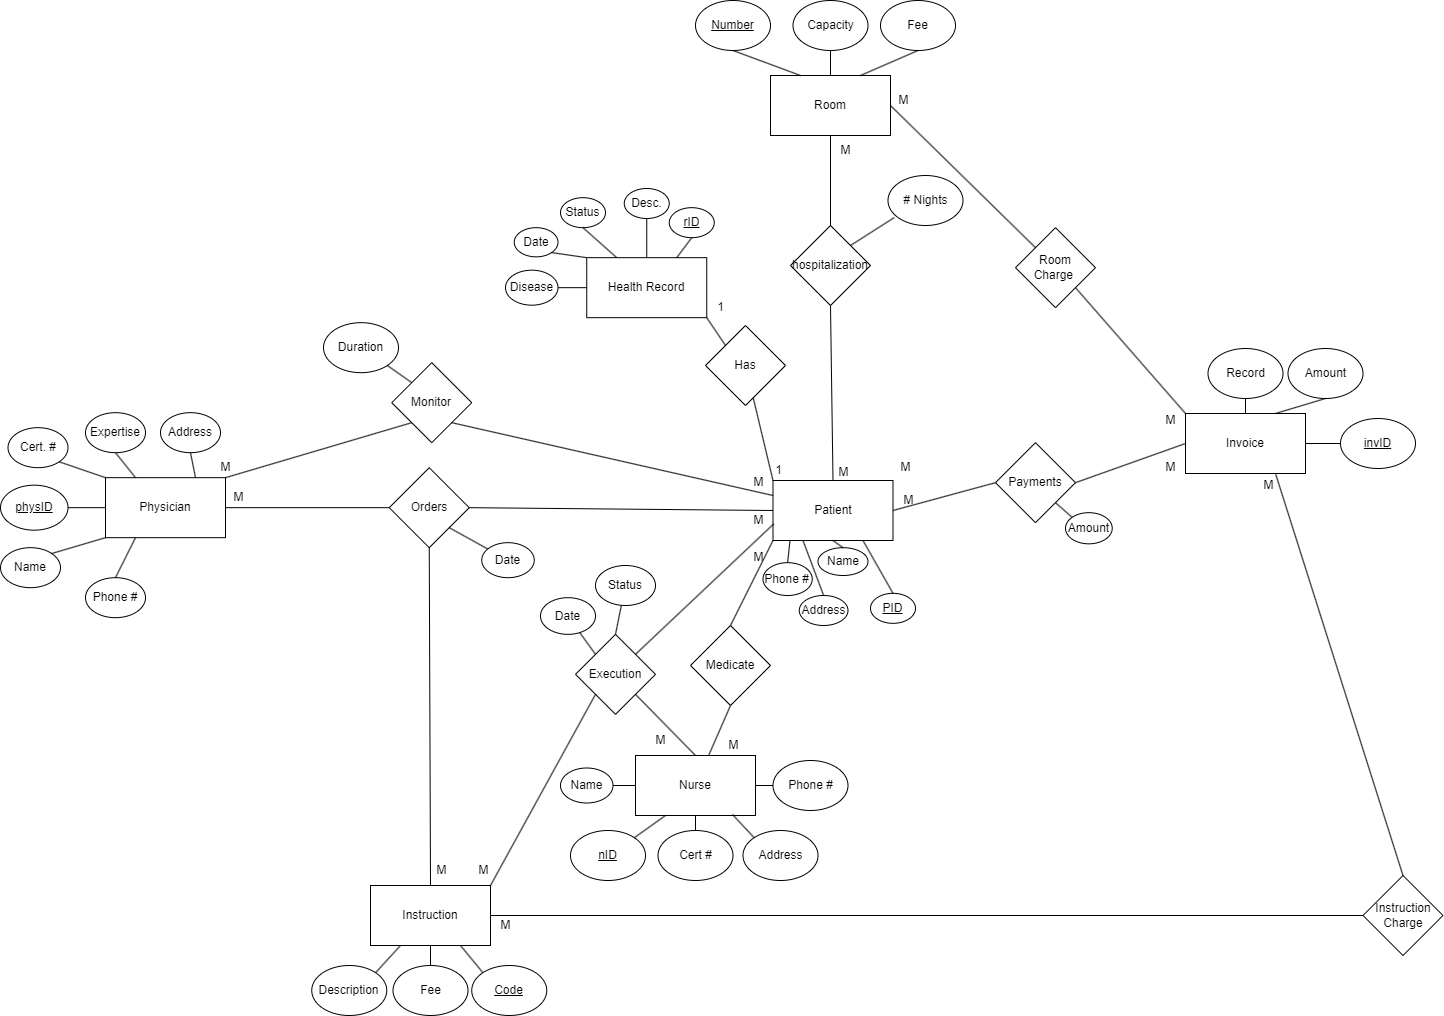 Number
Capacity
Fee
Room
M
M
# Nights
Desc.
Status
rID
Date
Disease
Health Record
hospitalization
Room
Charge
1
Duration
Has
Monitor
Record
Amount
M
Cert. #
Expertise
Address
Invoice
invID
M
M
1
M
M
M
M
M
M
physID
Physician
Orders
Patient
Payments
M
Amount
Name
Date
M
Name
Phone #
Phone #
Status
Date
Address
PID
Execution
Medicate
M
M
Name
Nurse
Phone #
nID
Cert #
Address
M
M
Instruction
M
Instruction
Charge
Description
Fee
Code